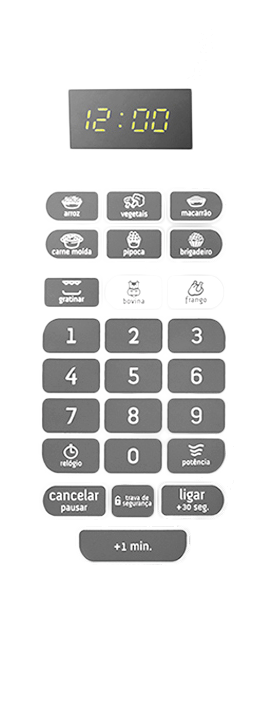 12:00
arroz
vegetais
macarrão
carne moída
pipoca
brigadeiro
gratinar
bovina
frango
1
2
3
4
5
6
7
8
9
relógio
0
potência
cancelar
pausar
trava de
segurança
ligar
+30 seg.
+1 min.